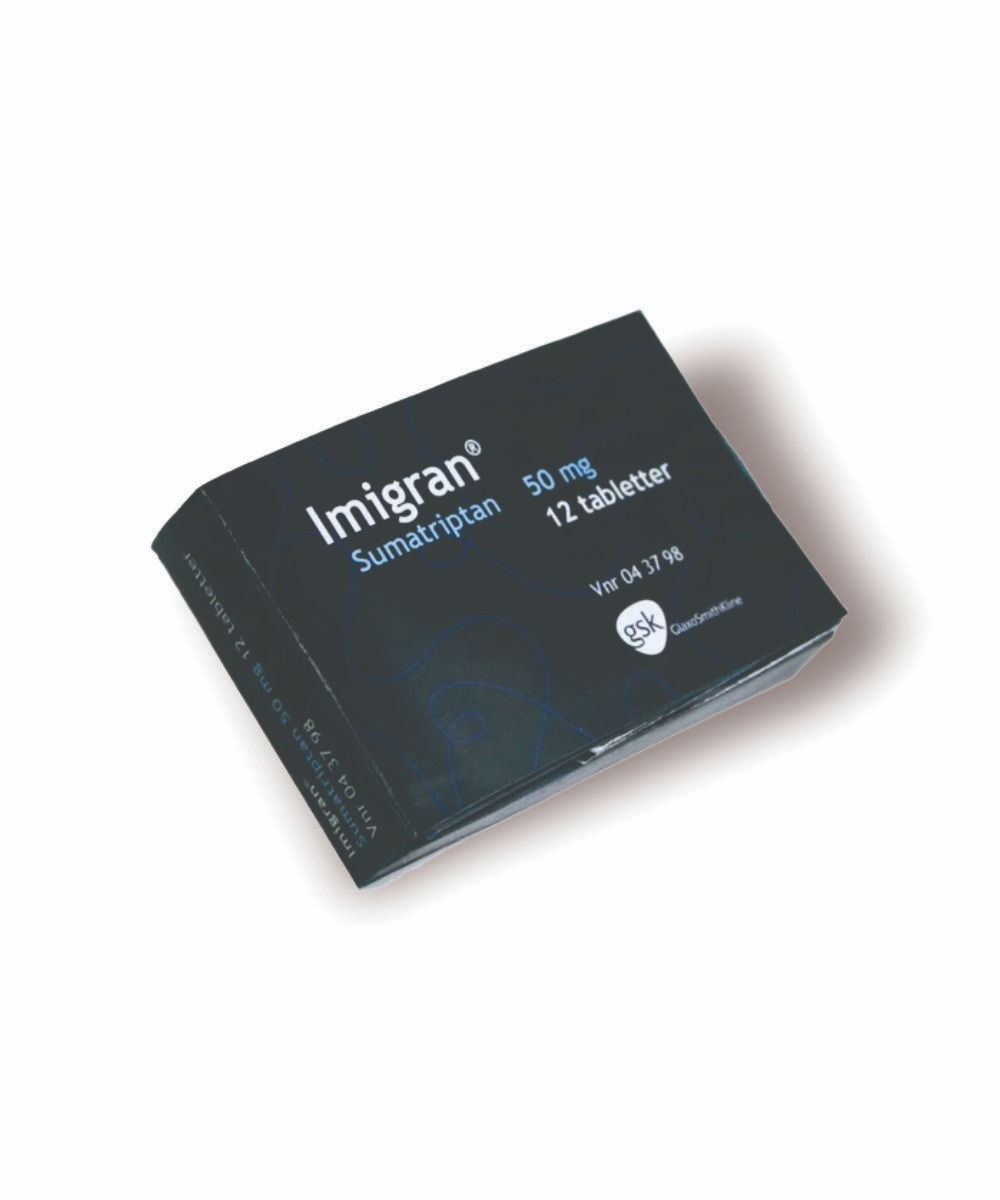 Imigran®
Sumatriptan
50 mg
12 tabletter
Vnr 04 37 98
gsk GlaxoSmithKline
Imigran®
Sumatriptan 50 mg 12 tabletter
Vnr 04 37 98